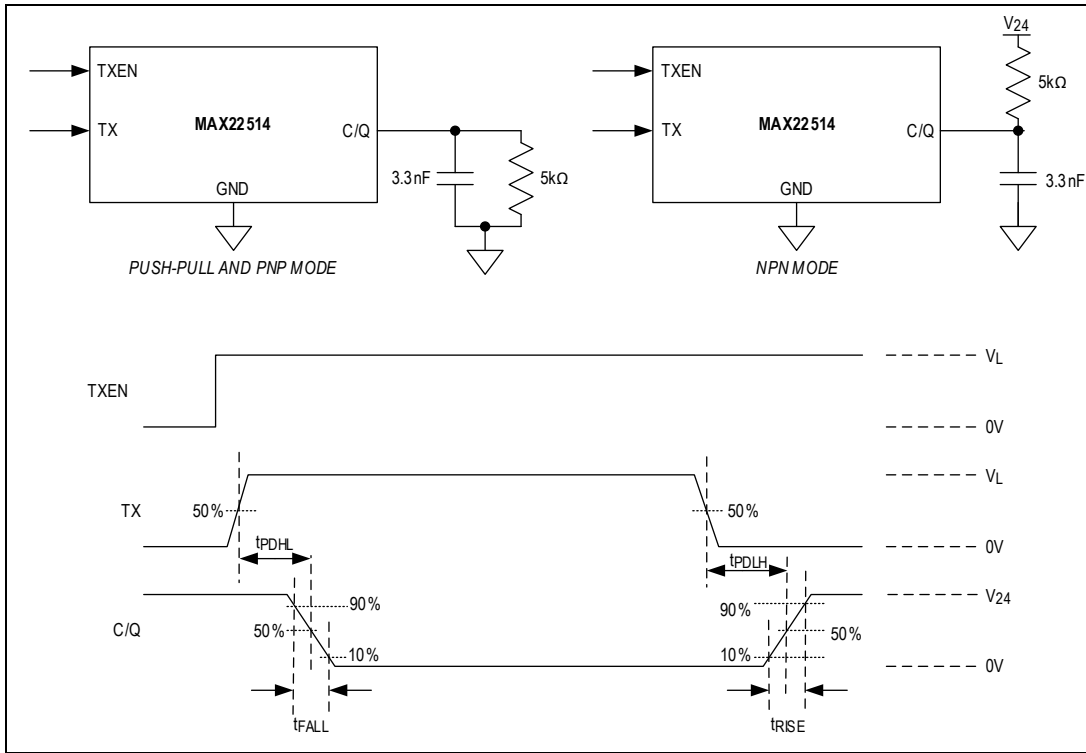 V24
TXEN
TX
MAX22514
C/Q
GND
3.3nF
5kΩ
PUSH-PULL AND PNP MODE
TXEN
TX
MAX22514
C/Q
GND
5kΩ
3.3nF
NPN MODE
TXEN
VL
0V
TX
50%
50%
VL
0V
tPDHL
tPDLH
C/Q
90%
50%
10%
90%
50%
10%
V24
0V
tFALL
tRISE